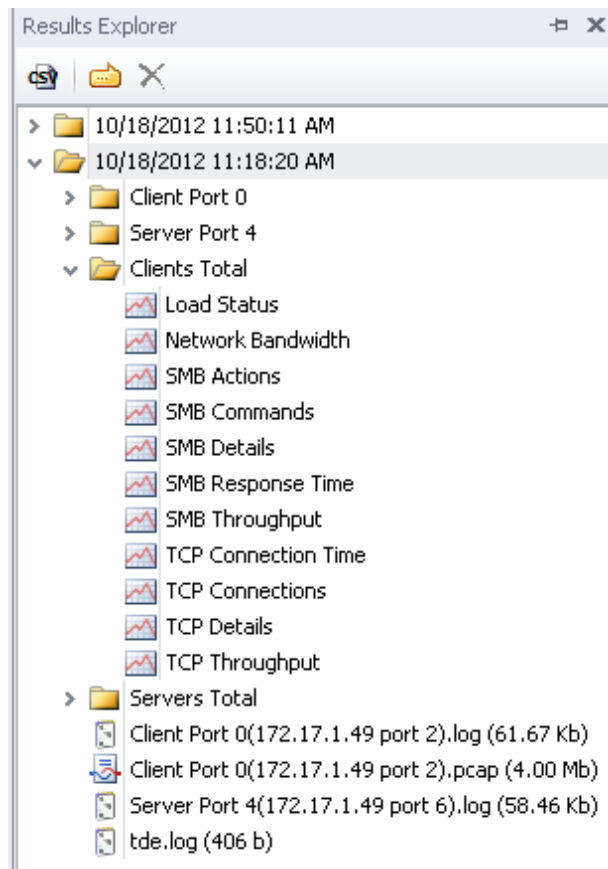 Results Explorer
CSV
10/18/2012 11:50:11 AM
10/18/2012 11:18:20 AM
Client Port 0
Server Port 4
Clients Total
Load Status
Network Bandwidth
SMB Actions
SMB Commands
SMB Details
SMB Response Time
SMB Throughput
TCP Connection Time
TCP Connections
TCP Details
TCP Throughput
Servers Total
Client Port 0(172.17.1.49 port 2).log (61.67 Kb)
Client Port 0(172.17.1.49 port 2).pcap (4.00 Mb)
Server Port 4(172.17.1.49 port 6).log (58.46 Kb)
tde.log (406 b)